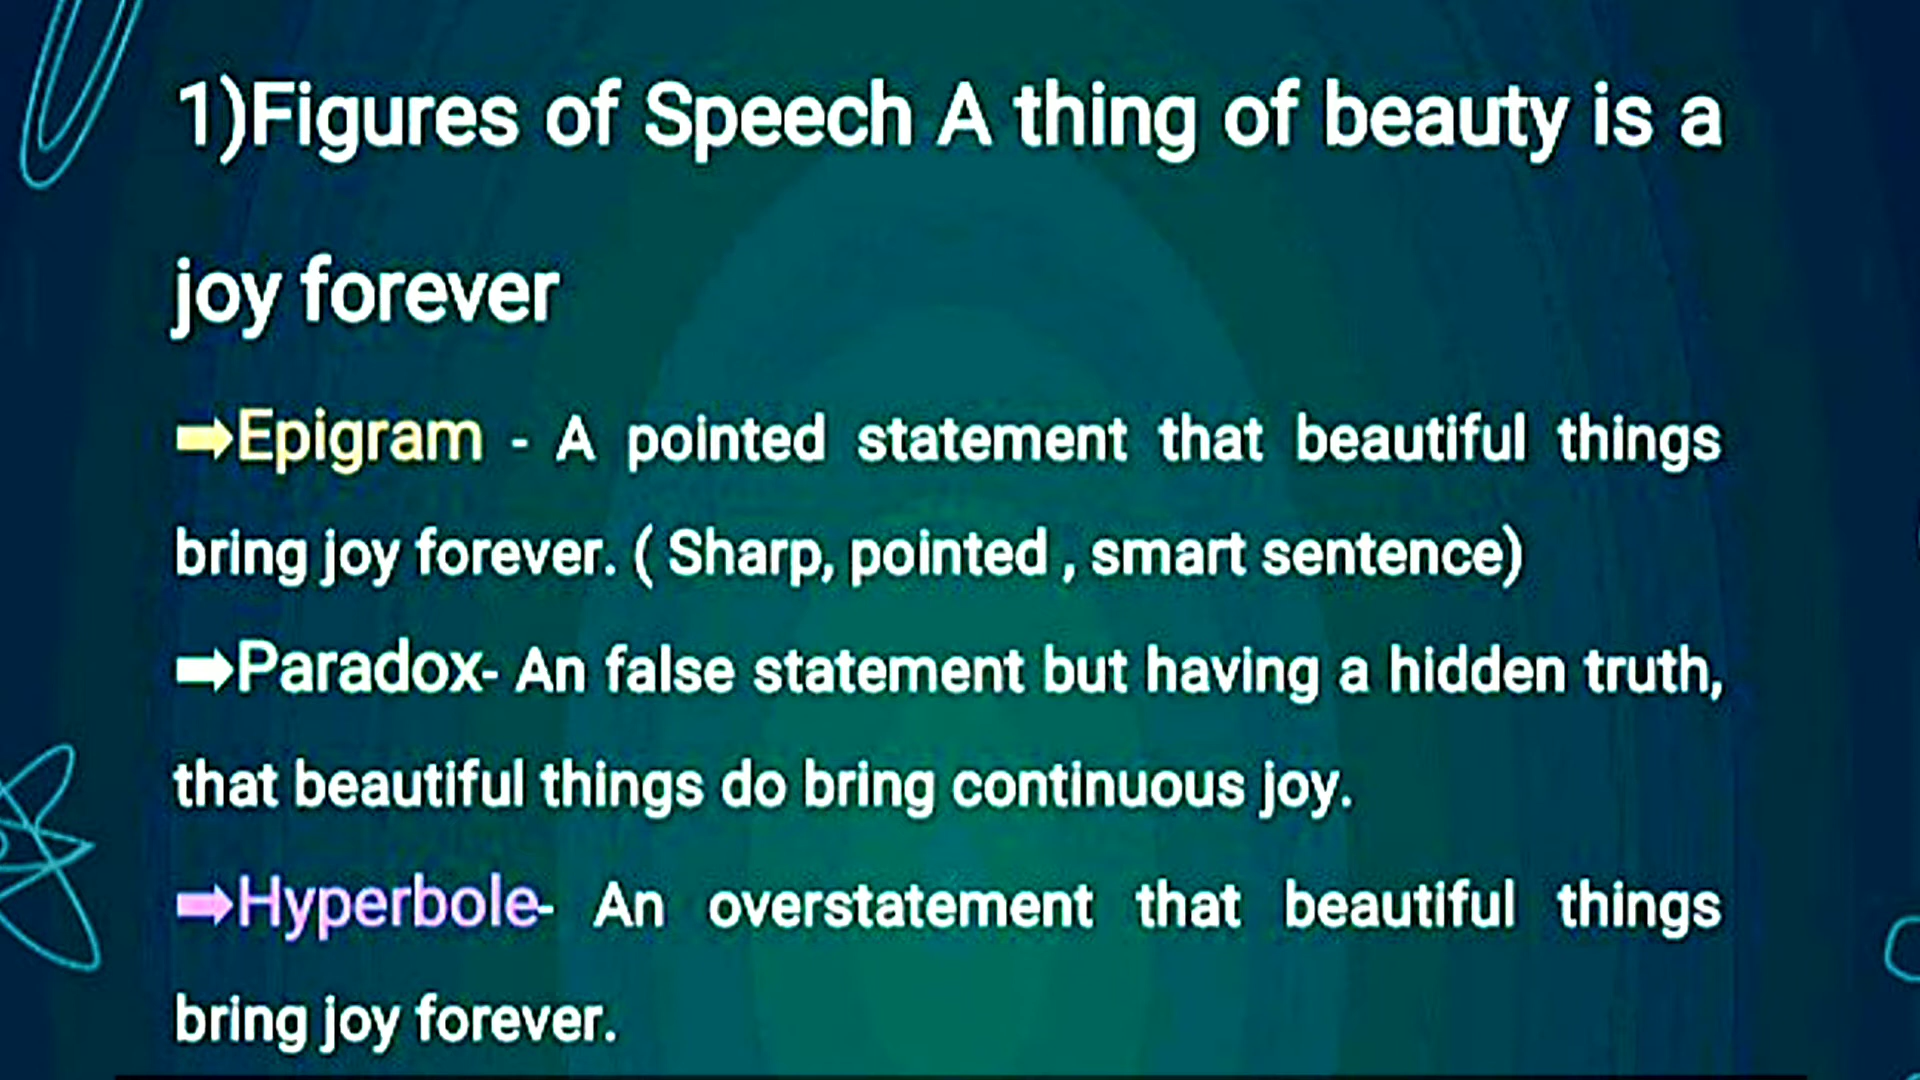 1)Figures of Speech A thing of beauty is a
joy forever
➡Epigram - A pointed statement that beautiful things
bring joy forever. ( Sharp, pointed , smart sentence)
➡Paradox- An false statement but having a hidden truth,
that beautiful things do bring continuous joy.
➡Hyperbole- An overstatement that beautiful things
bring joy forever.